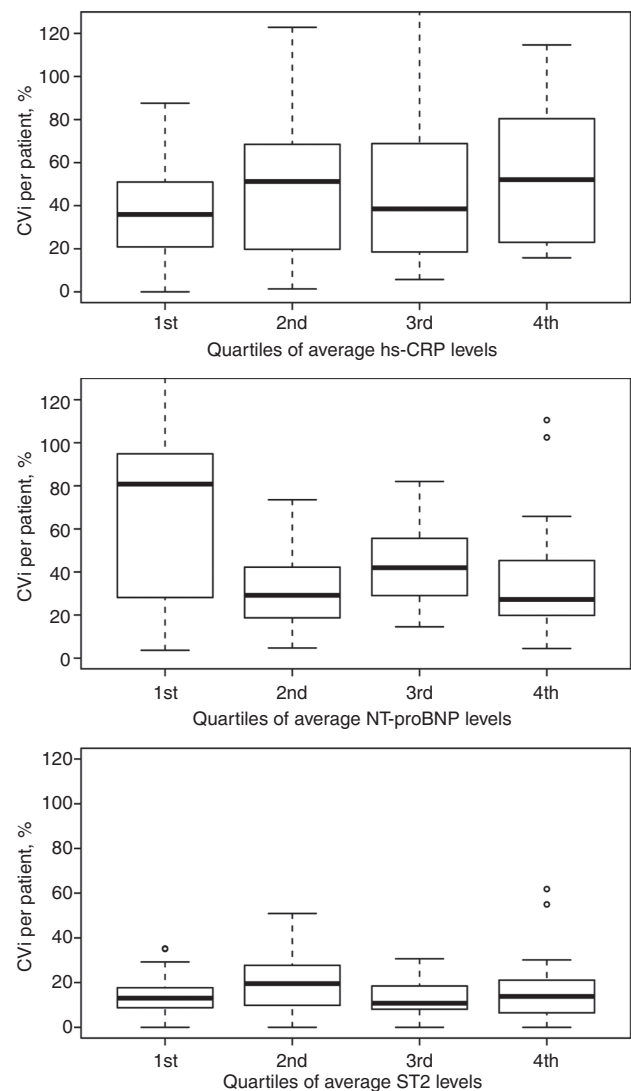 CVi per patient, %
120
100
80
60
40
20
0
1st 2nd 3rd 4th
Quartiles of average hs-CRP levels
CVi per patient, %
120
100
80
60
40
20
0
1st 2nd 3rd 4th
Quartiles of average NT-proBNP levels
CVi per patient, %
120
100
80
60
40
20
0
1st 2nd 3rd 4th
Quartiles of average ST2 levels